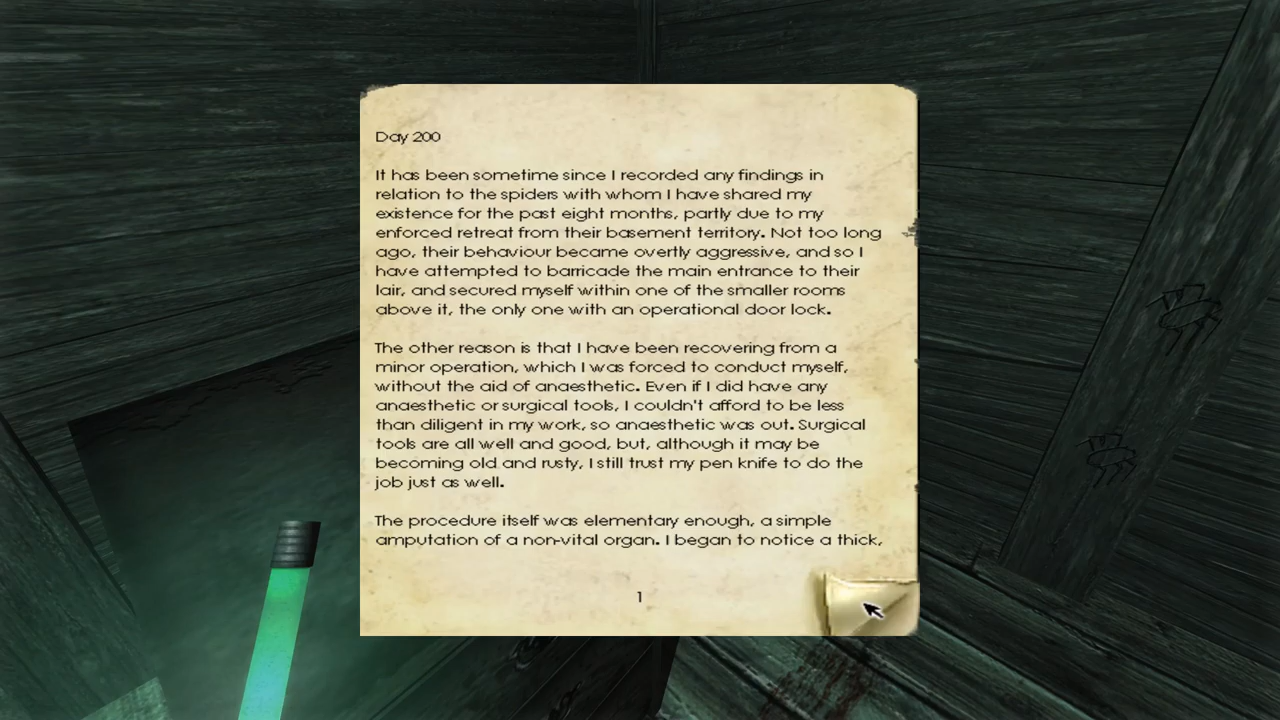 Day 200
It has been sometime since I recorded any findings in
relation to the spiders with whom I have shared my
existence for the past eight months, partly due to my
enforced retreat from their basement territory. Not too long
ago, their behaviour became overtly aggressive, and so I
have attempted to barricade the main entrance to their
lair, and secured myself within one of the smaller rooms
above it, the only one with an operational door lock.
The other reason is that I have been recovering from a
minor operation, which I was forced to conduct myself,
without the aid of anaesthetic. Even if I did have any
anaesthetic or surgical tools, I couldn't afford to be less
than diligent in my work, so anaesthetic was out. Surgical
tools are all well and good, but, although it may be
becoming old and rusty, I still trust my pen knife to do the
job just as well.
The procedure itself was elementary enough, a simple
amputation of a non-vital organ. I began to notice a thick,
1